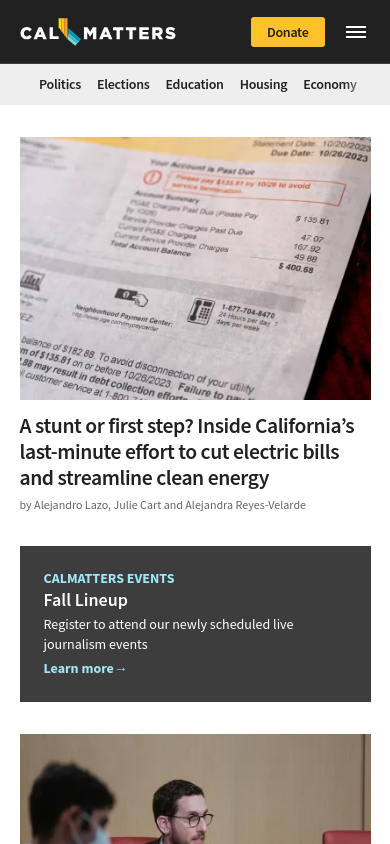 CALMATTERS
Donate
Politics Elections Education Housing Economy
Statement Date: 10/20/2023
Due Date: 10/26/2023
Your Account is Past Due
Please pay $135.81 by 10/26 to avoid
service termination.
Account Summary
$ 135.81
PG&E Charges Past Due (Please Pay
by 10/26)
47.07
Current PG&E Charges Past Due
167.92
Service Provider Charges Past Due
49.88
Current Service Provider Charges
$ 400.68
Total Account Balance
Neighborhood Payment Center:
1-877-704-8470
24 Hours per day, 7
days per week
balance of $182.88. To avoid disconnection of your utility
m of $135.81 on or before 10/26/2023. Failure to pay
.88 may result in debt collection efforts
l customer service at 1-800-
A stunt or first step? Inside California’s
last-minute effort to cut electric bills
and streamline clean energy
by Alejandro Lazo, Julie Cart and Alejandra Reyes-Velarde
CALMATTERS EVENTS
Fall Lineup
Register to attend our newly scheduled live
journalism events
Learn more→